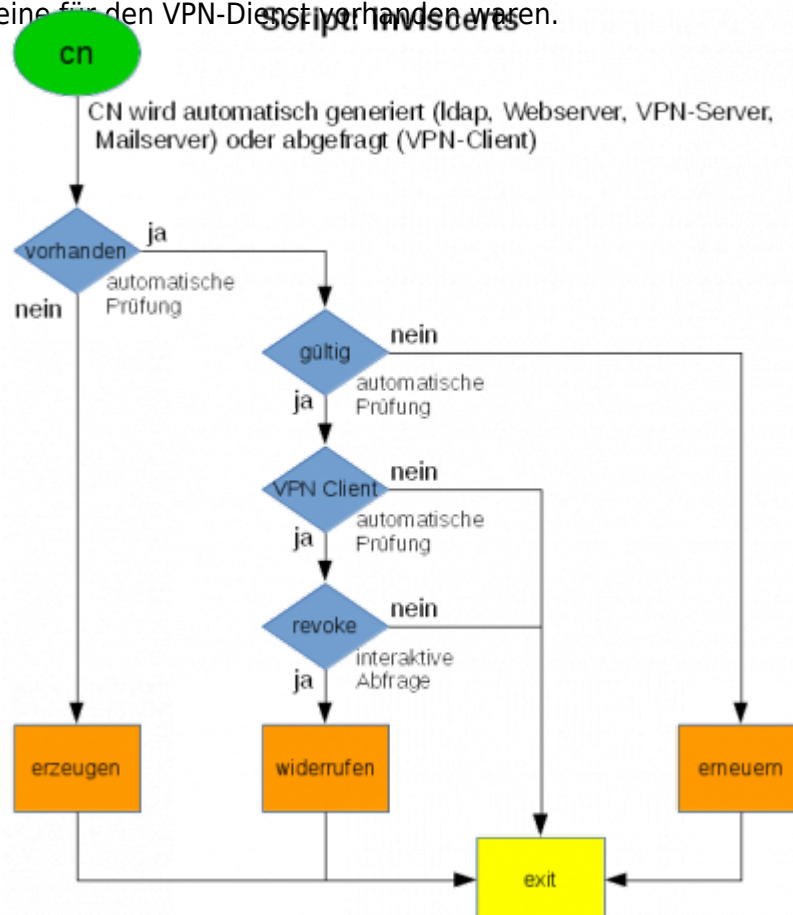 eine für den VPN-Dienst vorhanden waren.
Script: inviscerts
cn
CN wird automatisch generiert (ldap, Webserver, VPN-Server,
Mailserver) oder abgefragt (VPN-Client)
vorhanden
ja
automatische
Prüfung
nein
gültig
nein
automatische
Prüfung
ja
VPN Client
nein
automatische
Prüfung
ja
revoke
nein
interaktive
Abfrage
ja
erzeugen
widerrufen
erneuern
exit